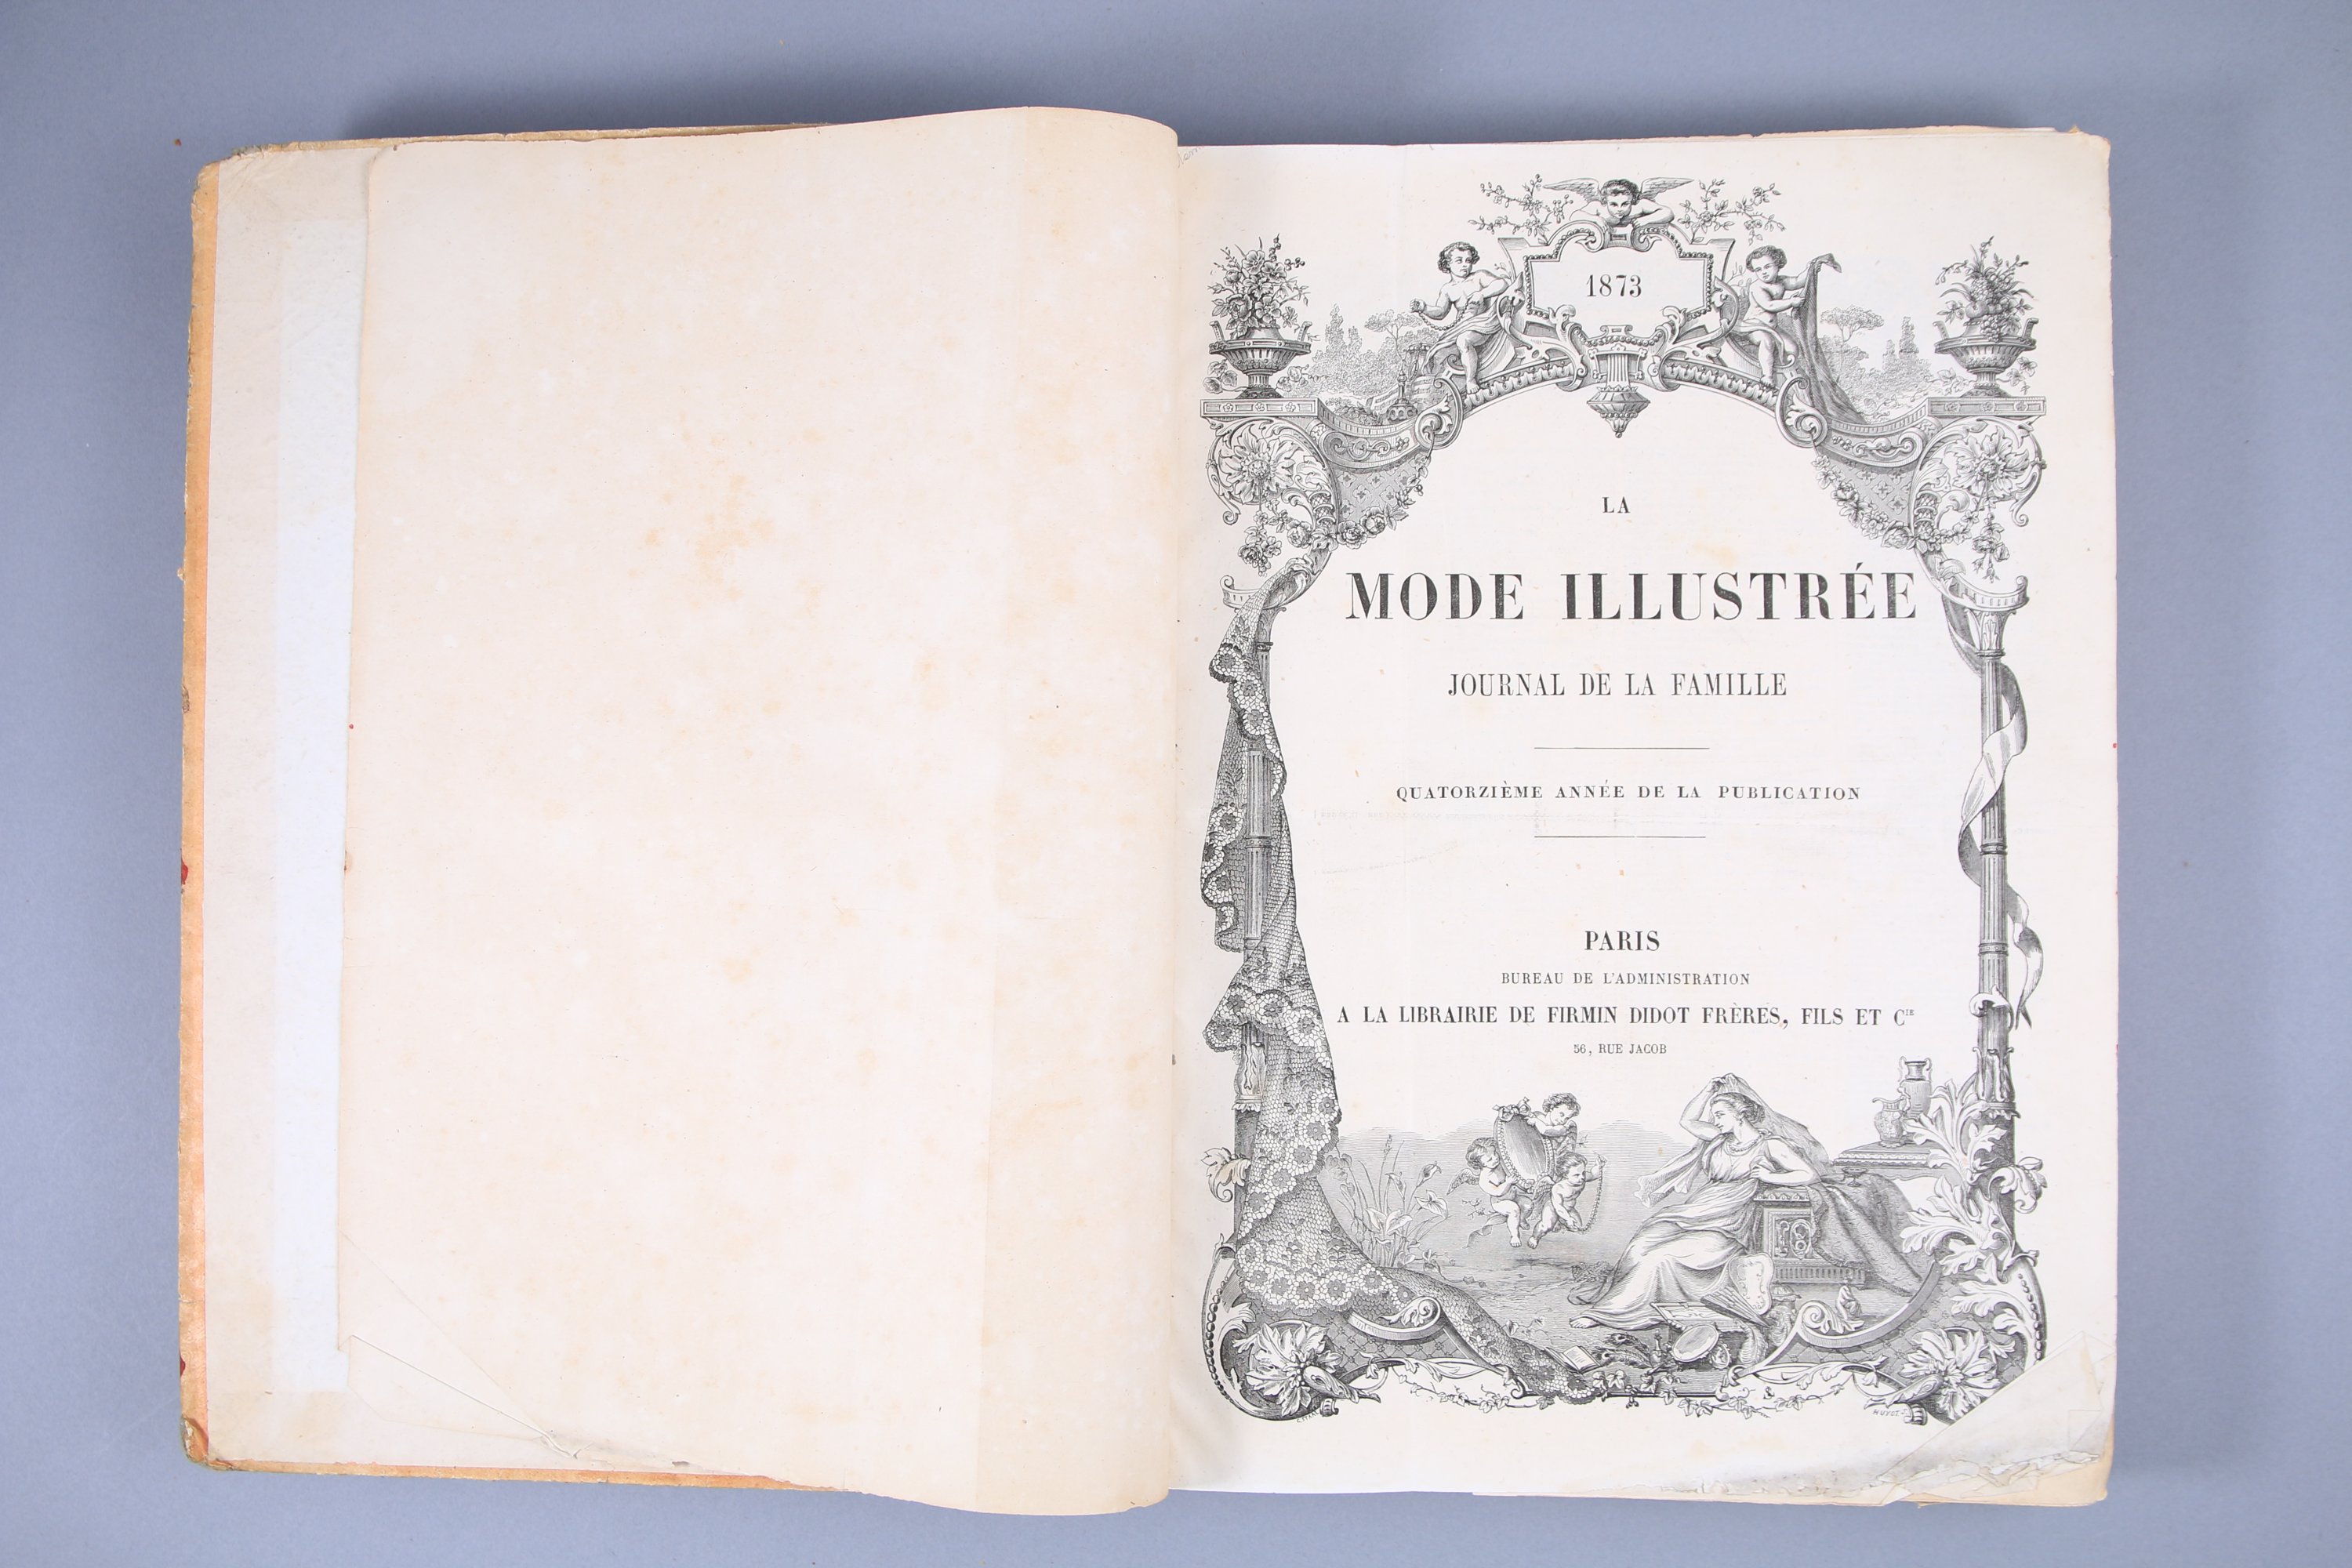 1873
LA
MODE ILLUSTRÉE
JOURNAL DE LA FAMILLE
QUATORZIÈME ANNÉE DE LA PUBLICATION
PARIS
BUREAU DE L'ADMINISTRATION
A LA LIBRAIRIE DE FIRMIN DIDOT FRÈRES, FILS ET CIE
56, RUE JACOB
HUYOT